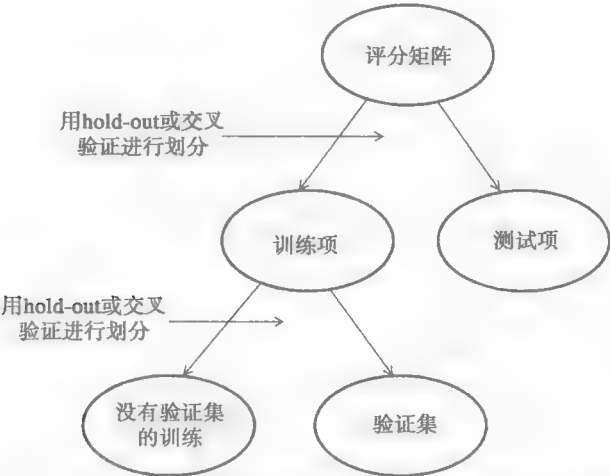 评分矩阵
用hold-out或交叉
验证进行划分
训练项
测试项
用hold-out或交叉
验证进行划分
没有验证集
的训练
验证集